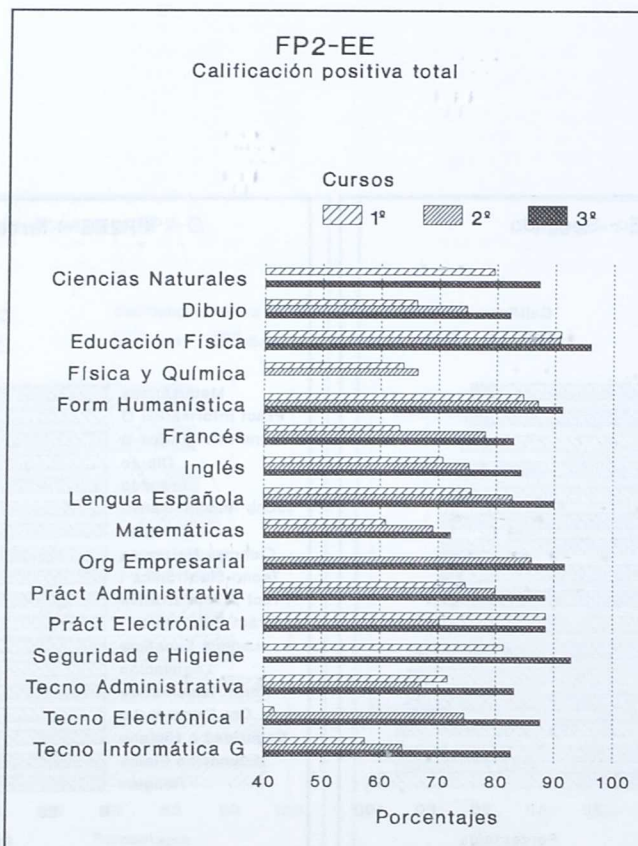 FP2-EE
Calificación positiva total
Cursos
1º 2º 3º
Ciencias Naturales
Dibujo
Educación Física
Física y Química
Form Humanística
Francés
Inglés
Lengua Española
Matemáticas
Org Empresarial
Práct Administrativa
Práct Electrónica I
Seguridad e Higiene
Tecno Administrativa
Tecno Electrónica I
Tecno Informática G
40 50 60 70 80 90 100
Porcentajes